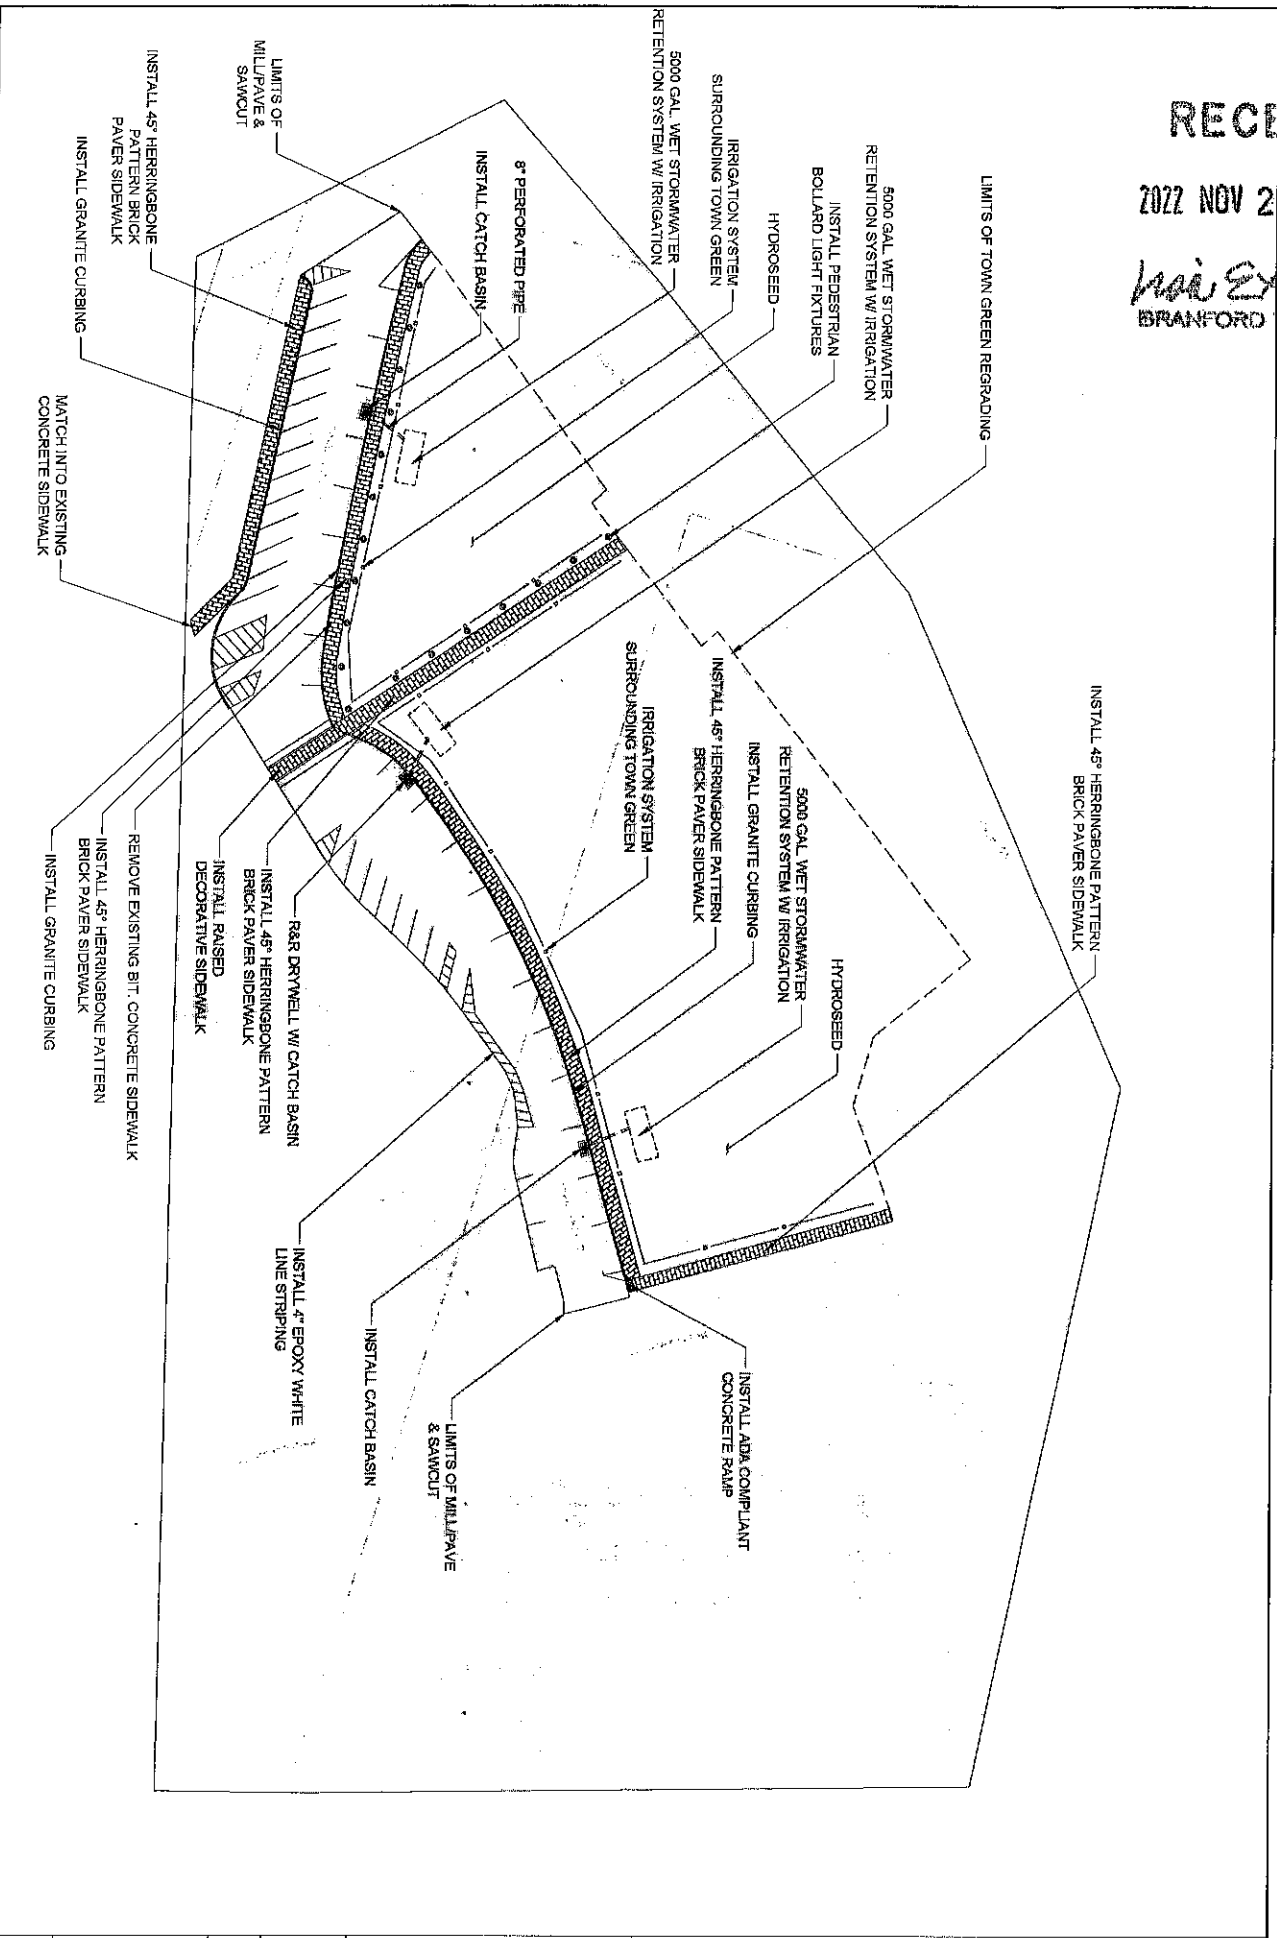 RECE
2022 NOV 2
BRANFORD
LIMITS OF TOWN GREEN REGRADING
5000 GAL. WET STORMWATER
RETENTION SYSTEM W/ IRRIGATION
INSTALL PEDESTRIAN
BOLLARD LIGHT FIXTURES
HYDROSEED
IRRIGATION SYSTEM
SURROUNDING TOWN GREEN
5000 GAL. WET STORMWATER
RETENTION SYSTEM W/ IRRIGATION
8" PERFORATED PIPE
INSTALL CATCH BASIN
LIMITS OF
MILL/PAVE &
SAWCUT
INSTALL 45° HERRINGBONE
PATTERN BRICK
PAVER SIDEWALK
INSTALL GRANITE CURBING
MATCH INTO EXISTING
CONCRETE SIDEWALK
INSTALL 45° HERRINGBONE PATTERN
BRICK PAVER SIDEWALK
HYDROSEED
5000 GAL. WET STORMWATER
RETENTION SYSTEM W/ IRRIGATION
INSTALL GRANITE CURBING
INSTALL 45° HERRINGBONE PATTERN
BRICK PAVER SIDEWALK
IRRIGATION SYSTEM
SURROUNDING TOWN GREEN
R&R DRYWELL W/ CATCH BASIN
INSTALL 45° HERRINGBONE PATTERN
BRICK PAVER SIDEWALK
INSTALL RAISED
DECORATIVE SIDEWALK
REMOVE EXISTING BIT. CONCRETE SIDEWALK
INSTALL 45° HERRINGBONE PATTERN
BRICK PAVER SIDEWALK
INSTALL GRANITE CURBING
INSTALL ADA COMPLIANT
CONCRETE RAMP
LIMITS OF MILL/PAVE
& SAWCUT
INSTALL CATCH BASIN
INSTALL 4" EPOXY WHITE
LINE STRIPING